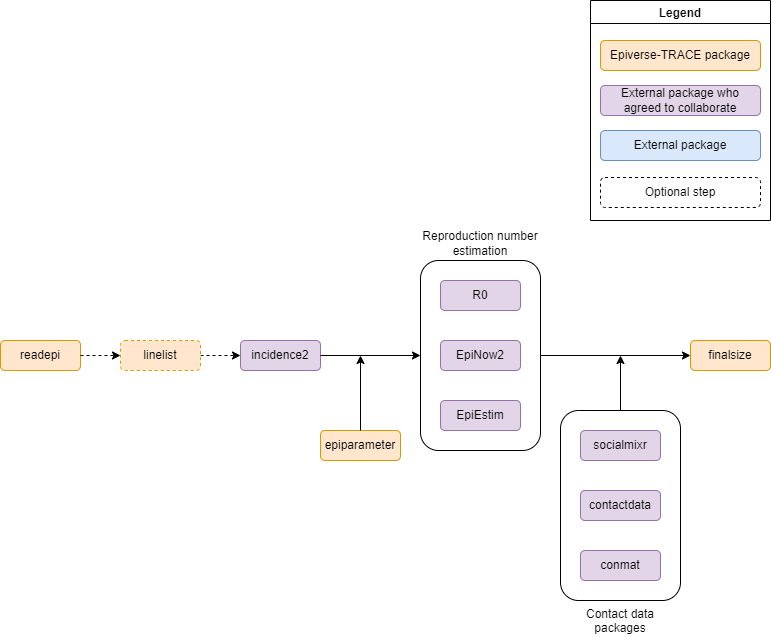 Legend
Epiverse-TRACE package
External package who
agreed to collaborate
External package
Optional step
Reproduction number
estimation
R0
readepi
linelist
incidence2
EpiNow2
finalsize
EpiEstim
epiparameter
socialmixr
contactdata
conmat
Contact data
packages